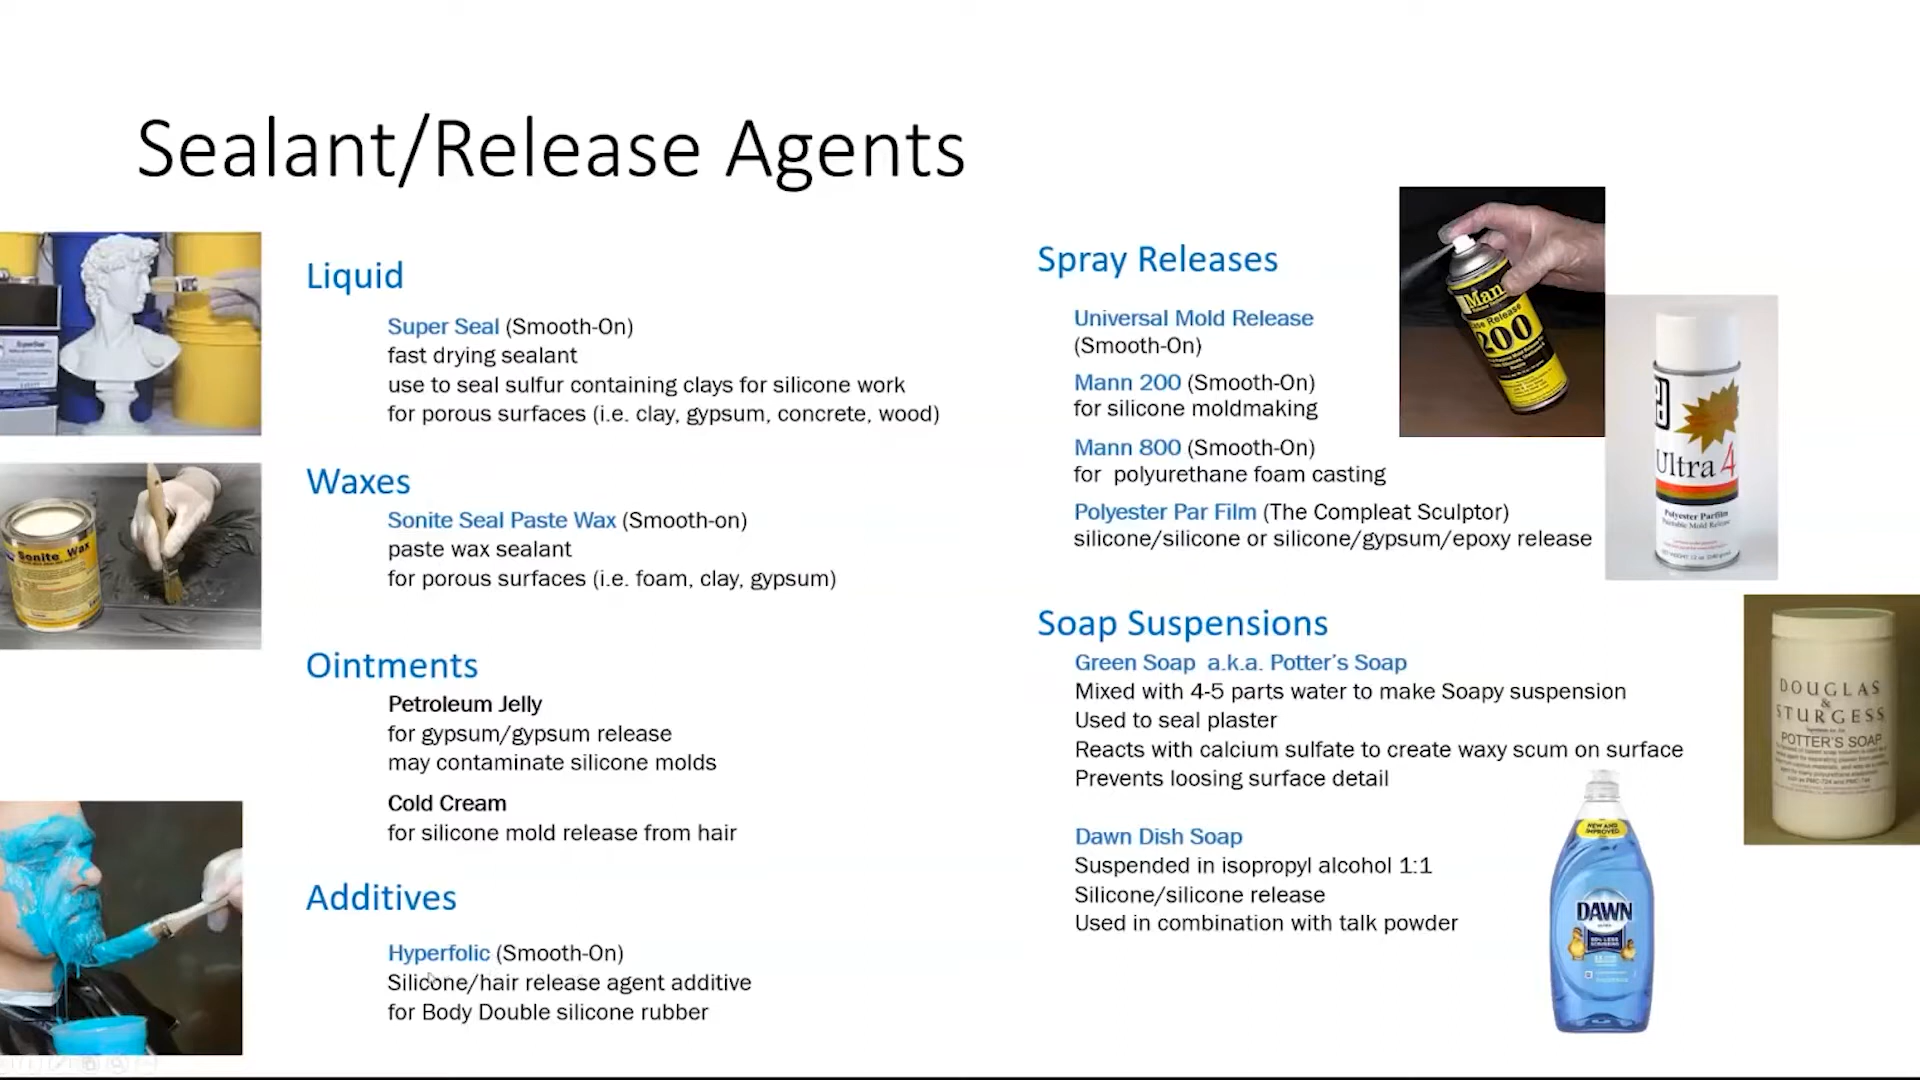 Sealant/Release Agents
Liquid
Super Seal (Smooth-On)
fast drying sealant
use to seal sulfur containing clays for silicone work
for porous surfaces (i.e. clay, gypsum, concrete, wood)
Waxes
Sonite Seal Paste Wax (Smooth-on)
paste wax sealant
for porous surfaces (i.e. foam, clay, gypsum)
Sonite Wax
Ointments
Petroleum Jelly
for gypsum/gypsum release
may contaminate silicone molds
Cold Cream
for silicone mold release from hair
Additives
Hyperfolic (Smooth-On)
Silicone/hair release agent additive
for Body Double silicone rubber
Spray Releases
Universal Mold Release
(Smooth-On)
Mann 200 (Smooth-On)
for silicone moldmaking
Mann 800 (Smooth-On)
for  polyurethane foam casting
Polyester Par Film (The Compleat Sculptor)
silicone/silicone or silicone/gypsum/epoxy release
Mann
200
Ultra 4
Polyester Parfilm
Paintable Mold Release
Soap Suspensions
Green Soap  a.k.a. Potter's Soap
Mixed with 4-5 parts water to make Soapy suspension
Used to seal plaster
Reacts with calcium sulfate to create waxy scum on surface
Prevents loosing surface detail
DOUGLAS
&
STURGESS
POTTER'S SOAP
Dawn Dish Soap
Suspended in isopropyl alcohol 1:1
Silicone/silicone release
Used in combination with talk powder
NEW AND
IMPROVED
DAWN